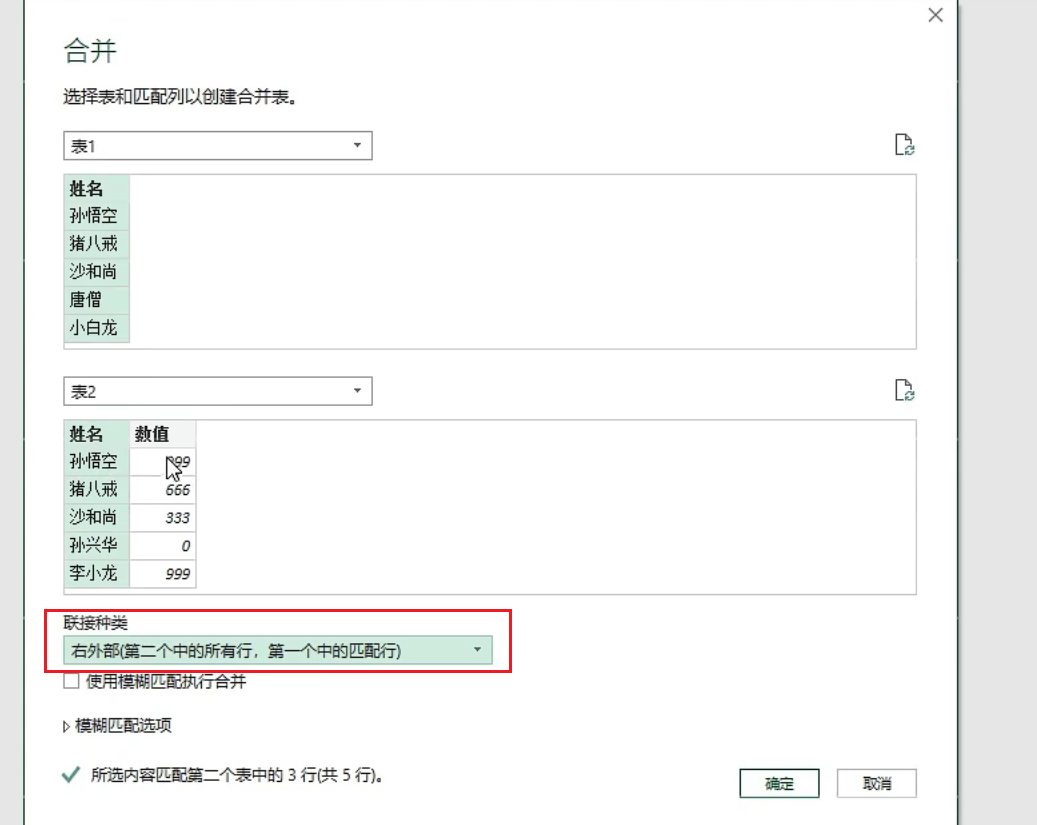 合并
选择表和匹配列以创建合并表。
表1
姓名
孙悟空
猪八戒
沙和尚
唐僧
小白龙
表2
姓名 数值
孙悟空 99
猪八戒 666
沙和尚 333
孙兴华 0
李小龙 999
联接种类
右外部(第二个中的所有行，第一个中的匹配行)
使用模糊匹配执行合并
模糊匹配选项
所选内容匹配第二个表中的 3 行(共 5 行)。
确定 取消